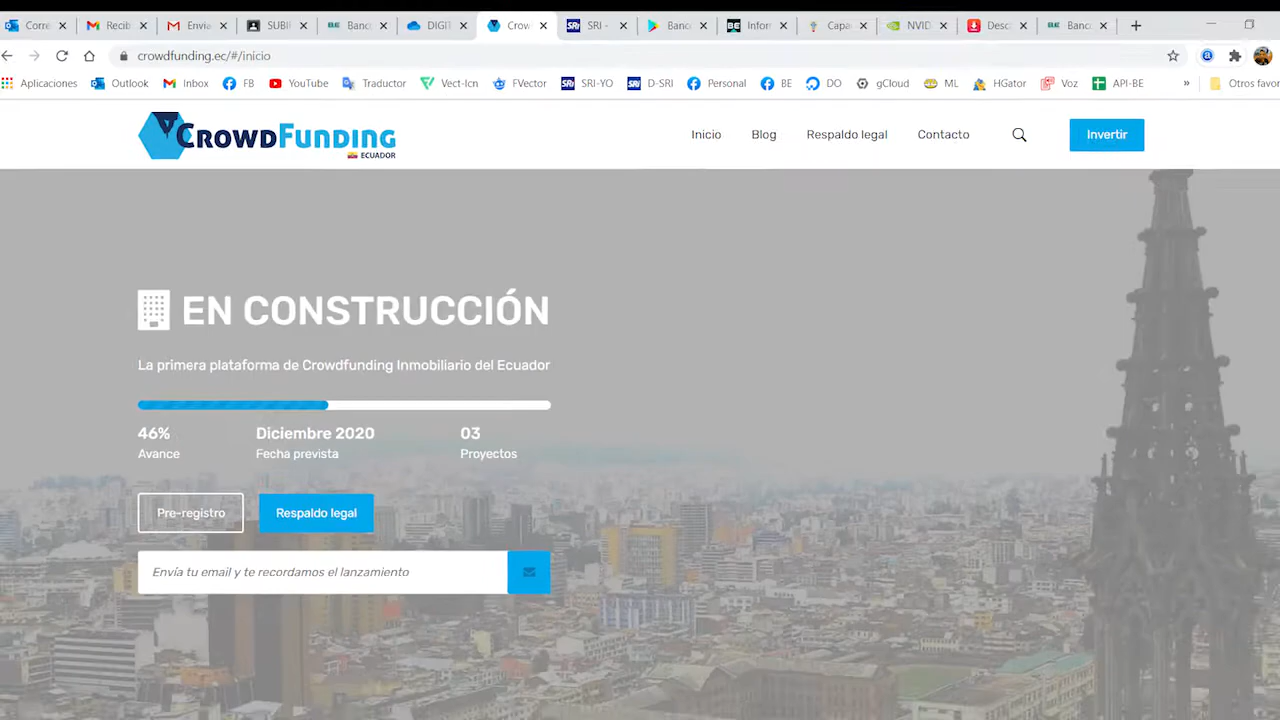 Corre
Recib
Envia
SUBI
Banc
DIGIT
Crow
SRI -
Banc
Infor
Capa
NVID
Desc
Banc
crowdfunding.ec/#/inicio
Aplicaciones
Outlook
Inbox
FB
YouTube
Traductor
Vect-Icn
FVector
SRI-YO
D-SRI
Personal
BE
DO
gCloud
ML
HGator
Voz
API-BE
»
Otros favor
CROWDFUNDING
ECUADOR
Inicio
Blog
Respaldo legal
Contacto
Invertir
EN CONSTRUCCIÓN
La primera plataforma de Crowdfunding Inmobiliario del Ecuador
46%
Diciembre 2020
03
Avance
Fecha prevista
Proyectos
Pre-registro
Respaldo legal
Envía tu email y te recordamos el lanzamiento